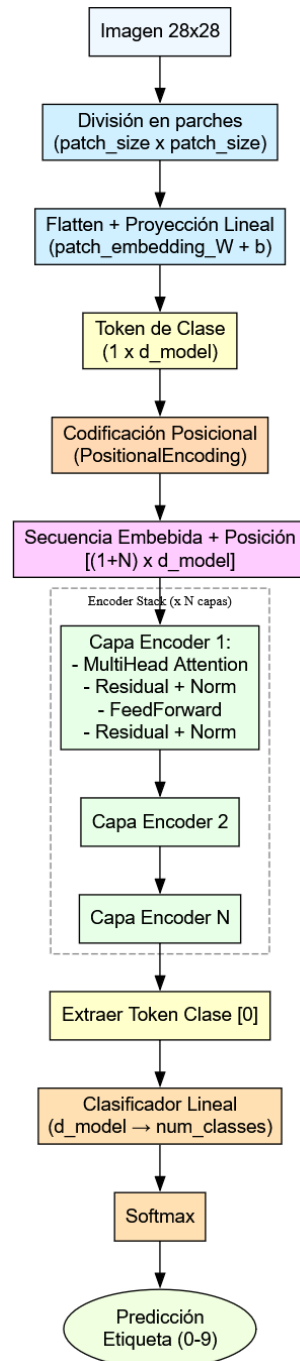 Imagen 28x28
División en parches
(patch_size x patch_size)
Flatten + Proyección Lineal
(patch_embedding_W + b)
Token de Clase
(1 x d_model)
Codificación Posicional
(PositionalEncoding)
Secuencia Embebida + Posición
[(1+N) x d_model]
Encoder Stack (x N capas)
Capa Encoder 1:
- MultiHead Attention
- Residual + Norm
- FeedForward
- Residual + Norm
Capa Encoder 2
Capa Encoder N
Extraer Token Clase [0]
Clasificador Lineal
(d_model → num_classes)
Softmax
Predicción
Etiqueta (0-9)